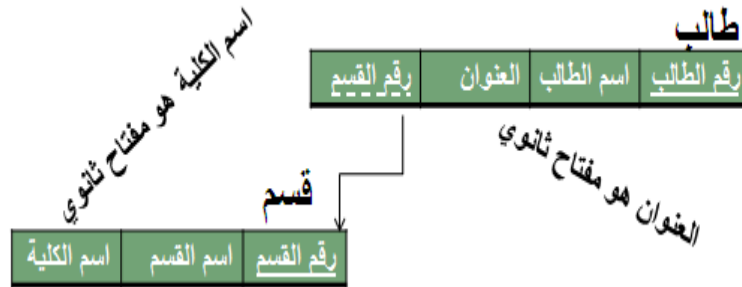 طالب
رقم الطالب اسم الطالب العنوان رقم القسم
العنوان هو مفتاح ثانوي
اسم الكلية هو مفتاح ثانوي
قسم
رقم القسم اسم القسم اسم الكلية